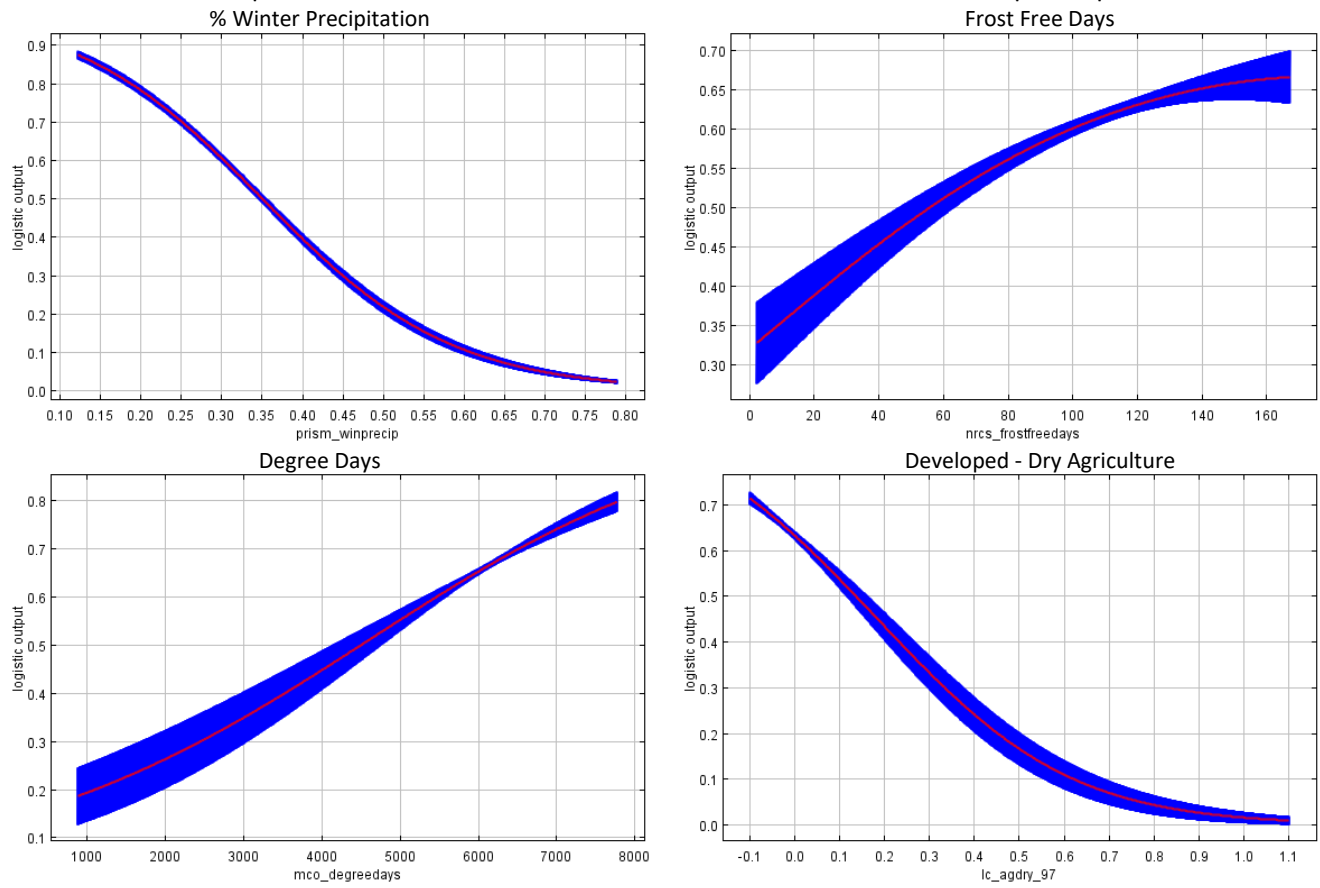 % Winter Precipitation
0.9
0.8
0.7
0.6
0.5
0.4
0.3
0.2
0.1
0.0
logistic output
0.10 0.15 0.20 0.25 0.30 0.35 0.40 0.45 0.50 0.55 0.60 0.65 0.70 0.75 0.80
prism_winprecip
Frost Free Days
0.70
0.65
0.60
0.55
0.50
0.45
0.40
0.35
0.30
logistic output
0 20 40 60 80 100 120 140 160
nrcs_frostfreedays
Degree Days
0.8
0.7
0.6
0.5
0.4
0.3
0.2
0.1
logistic output
1000 2000 3000 4000 5000 6000 7000 8000
mco_degreedays
Developed - Dry Agriculture
0.7
0.6
0.5
0.4
0.3
0.2
0.1
0.0
logistic output
-0.1 0.0 0.1 0.2 0.3 0.4 0.5 0.6 0.7 0.8 0.9 1.0 1.1
lc_agdry_97